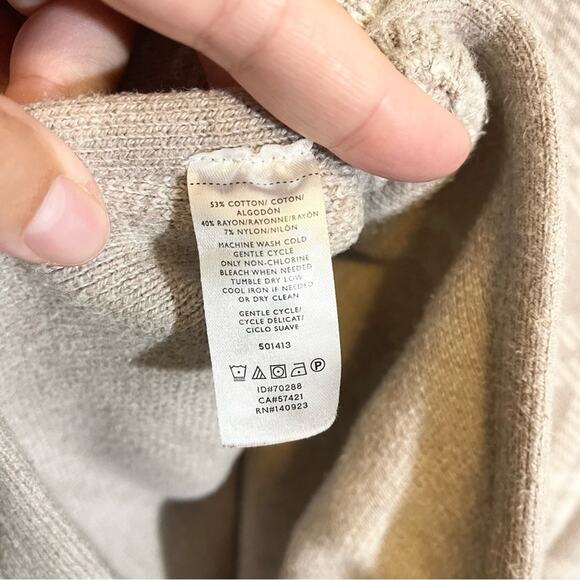 53% COTTON/ COTON/
ALGODÓN
40% RAYON/RAYONNE/RAYÓN
7% NYLON/NILÓN
MACHINE WASH COLD
GENTLE CYCLE
ONLY NON-CHLORINE
BLEACH WHEN NEEDED
TUMBLE DRY LOW
COOL IRON IF NEEDED
OR DRY CLEAN
GENTLE CYCLE/
CYCLE DÉLICAT/
CICLO SUAVE
501413
P
ID#70288
CA#57421
RN#140923